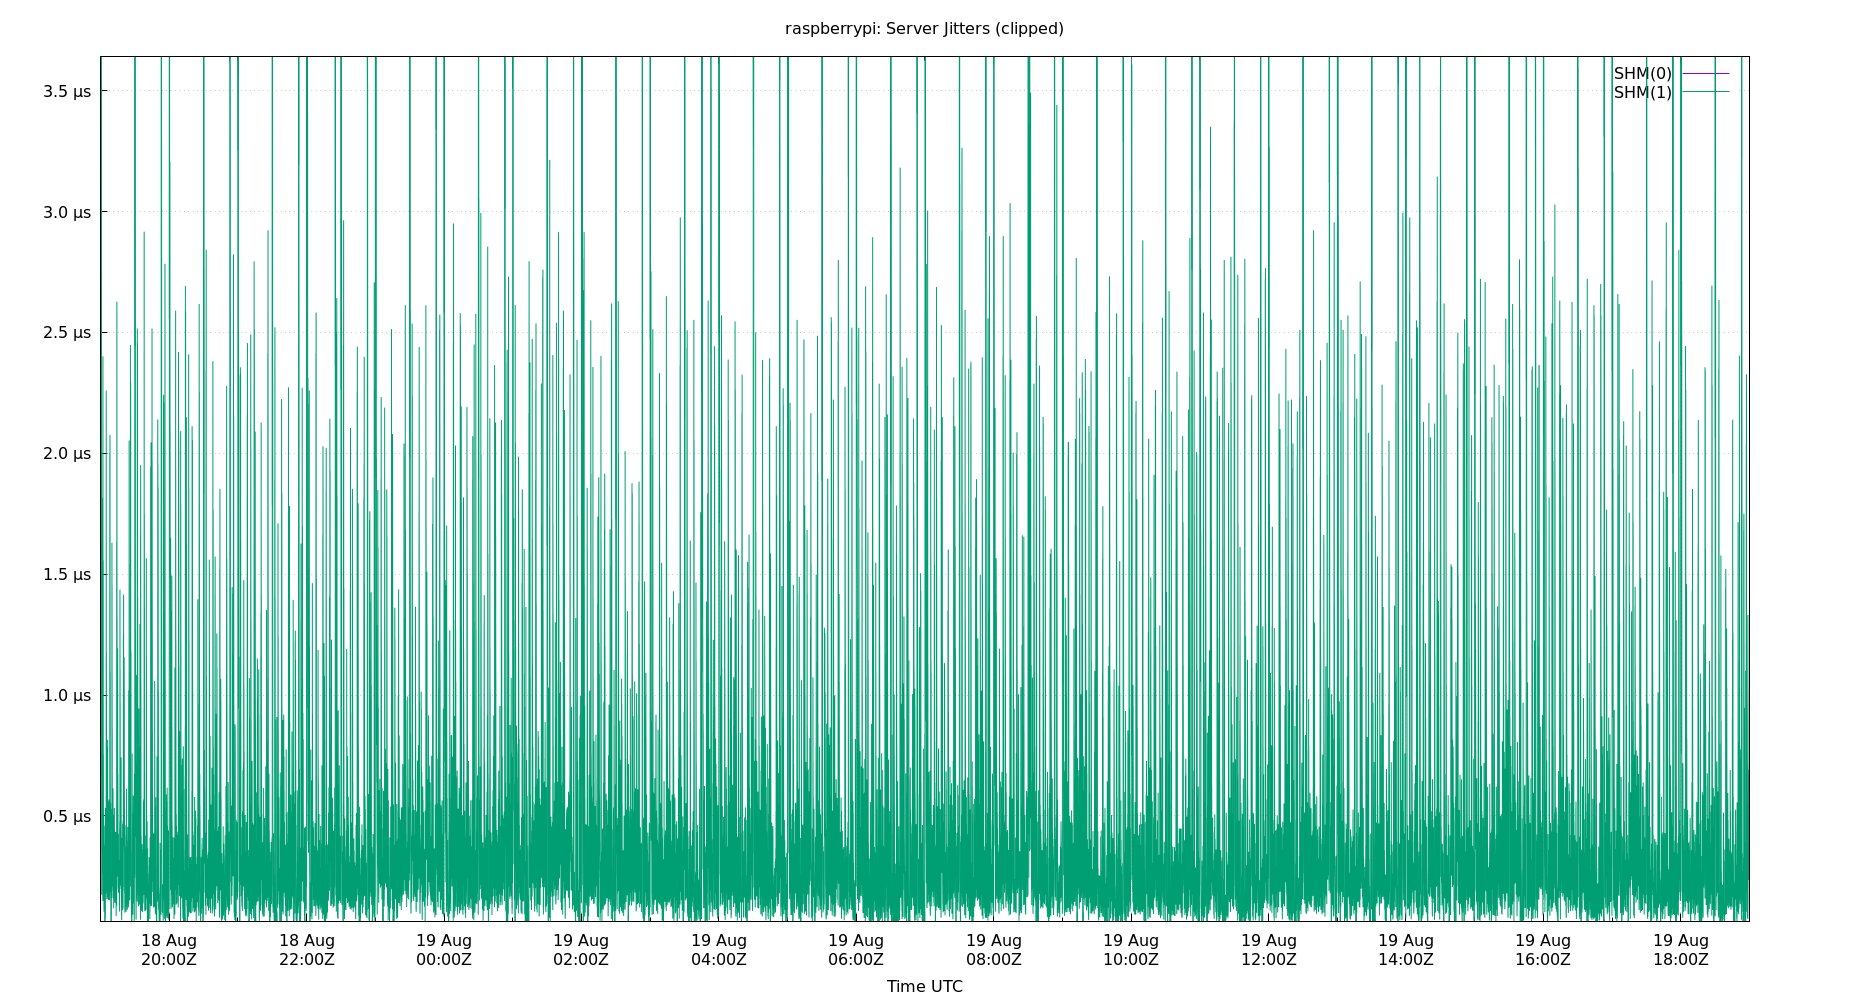 raspberrypi: Server Jitters (clipped)
SHM(0)
SHM(1)
3.5 µs
3.0 µs
2.5 µs
2.0 µs
1.5 µs
1.0 µs
0.5 µs
18 Aug 18 Aug 19 Aug 19 Aug 19 Aug 19 Aug 19 Aug 19 Aug 19 Aug 19 Aug 19 Aug 19 Aug
20:00Z 22:00Z 00:00Z 02:00Z 04:00Z 06:00Z 08:00Z 10:00Z 12:00Z 14:00Z 16:00Z 18:00Z
Time UTC